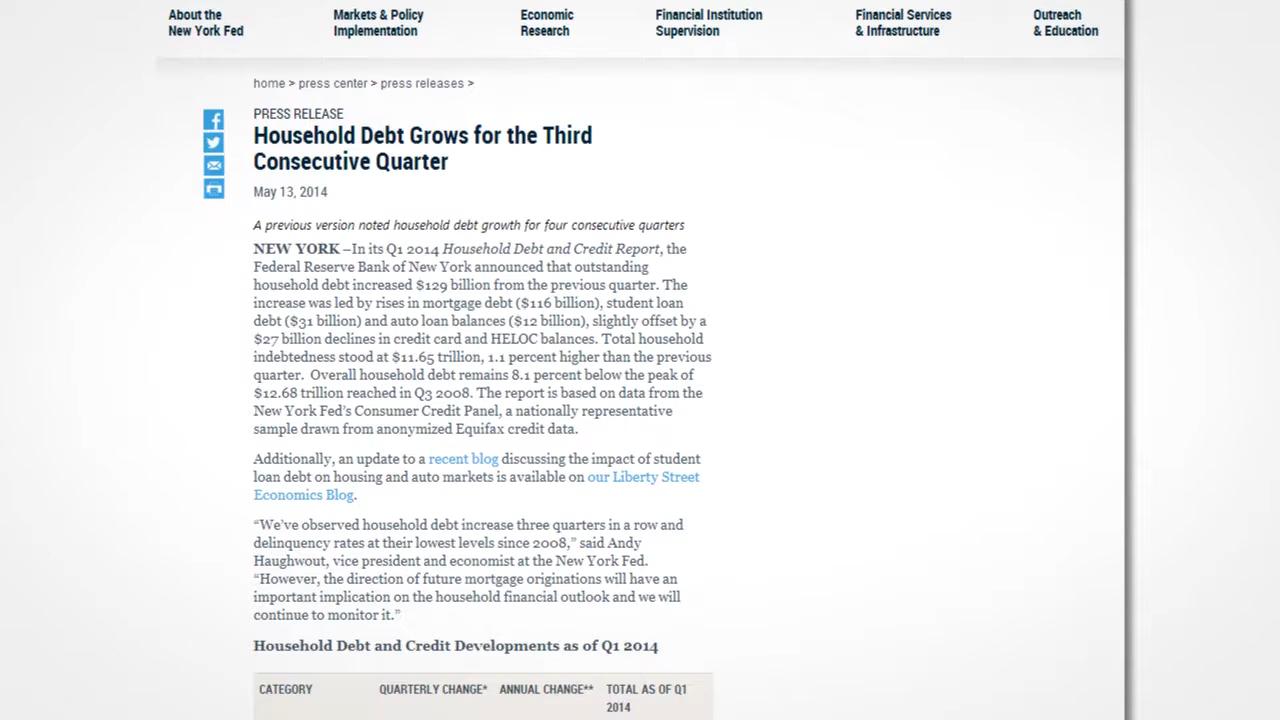 About the New York Fed
Markets & Policy Implementation
Economic Research
Financial Institution Supervision
Financial Services & Infrastructure
Outreach & Education
home > press center > press releases >
PRESS RELEASE
Household Debt Grows for the Third
Consecutive Quarter
May 13, 2014
A previous version noted household debt growth for four consecutive quarters
NEW YORK –In its Q1 2014 Household Debt and Credit Report, the
Federal Reserve Bank of New York announced that outstanding
household debt increased $129 billion from the previous quarter. The
increase was led by rises in mortgage debt ($116 billion), student loan
debt ($31 billion) and auto loan balances ($12 billion), slightly offset by a
$27 billion declines in credit card and HELOC balances. Total household
indebtedness stood at $11.65 trillion, 1.1 percent higher than the previous
quarter.  Overall household debt remains 8.1 percent below the peak of
$12.68 trillion reached in Q3 2008. The report is based on data from the
New York Fed’s Consumer Credit Panel, a nationally representative
sample drawn from anonymized Equifax credit data.
Additionally, an update to a recent blog discussing the impact of student
loan debt on housing and auto markets is available on our Liberty Street
Economics Blog.
“We’ve observed household debt increase three quarters in a row and
delinquency rates at their lowest levels since 2008,” said Andy
Haughwout, vice president and economist at the New York Fed.
“However, the direction of future mortgage originations will have an
important implication on the household financial outlook and we will
continue to monitor it.”
Household Debt and Credit Developments as of Q1 2014
CATEGORY QUARTERLY CHANGE* ANNUAL CHANGE** TOTAL AS OF Q1
2014